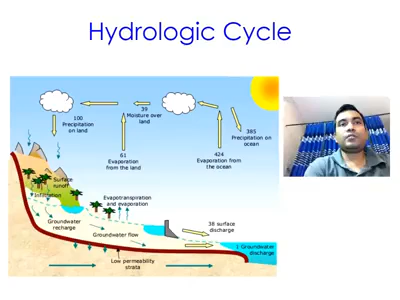 Hydrologic Cycle
39
Moisture over
land
100
Precipitation
on land
385
Precipitation on
ocean
61
Evaporation
from the land
424
Evaporation from
the ocean
Surface
runoff
Infiltration
Evapotranspiration
and evaporation
Groundwater
recharge
Groundwater flow
38 surface
discharge
1 Groundwater
discharge
Low permeability
strata